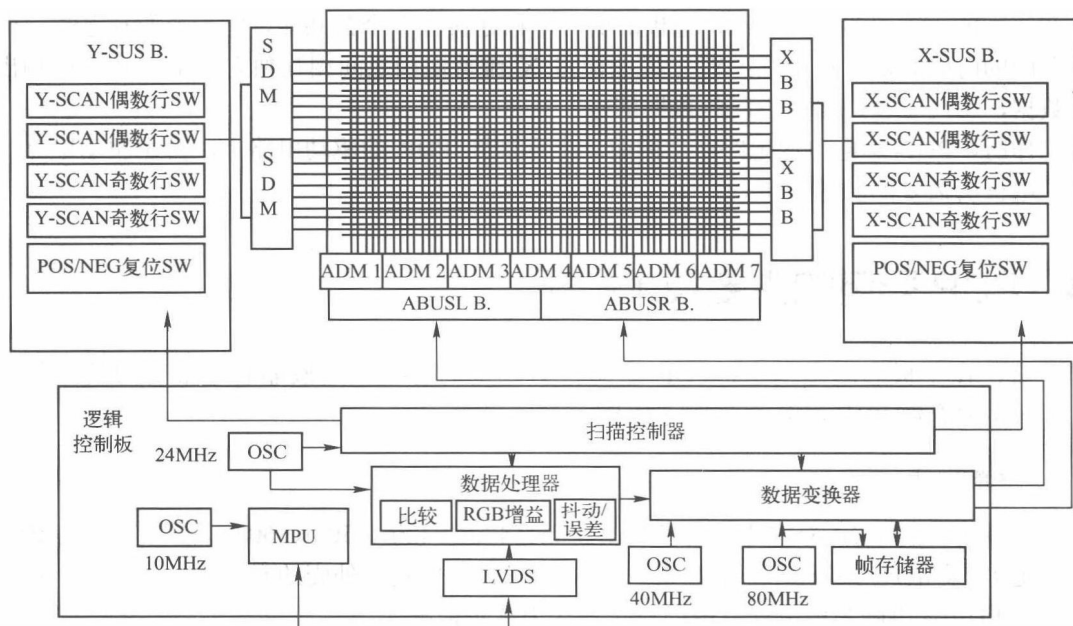 Y-SUS B.
Y-SCAN偶数行SW
Y-SCAN偶数行SW
Y-SCAN奇数行SW
Y-SCAN奇数行SW
POS/NEG复位SW
S
D
M
S
D
M
X
B
B
X
B
B
X-SUS B.
X-SCAN偶数行SW
X-SCAN偶数行SW
X-SCAN奇数行SW
X-SCAN奇数行SW
POS/NEG复位SW
ADM 1 ADM 2 ADM 3 ADM 4 ADM 5 ADM 6 ADM 7
ABUSL B. ABUSR B.
逻辑
控制板
扫描控制器
24MHz
OSC
数据处理器
比较
RGB增益
抖动/
误差
数据变换器
OSC
10MHz
MPU
LVDS
OSC
40MHz
OSC
80MHz
帧存储器